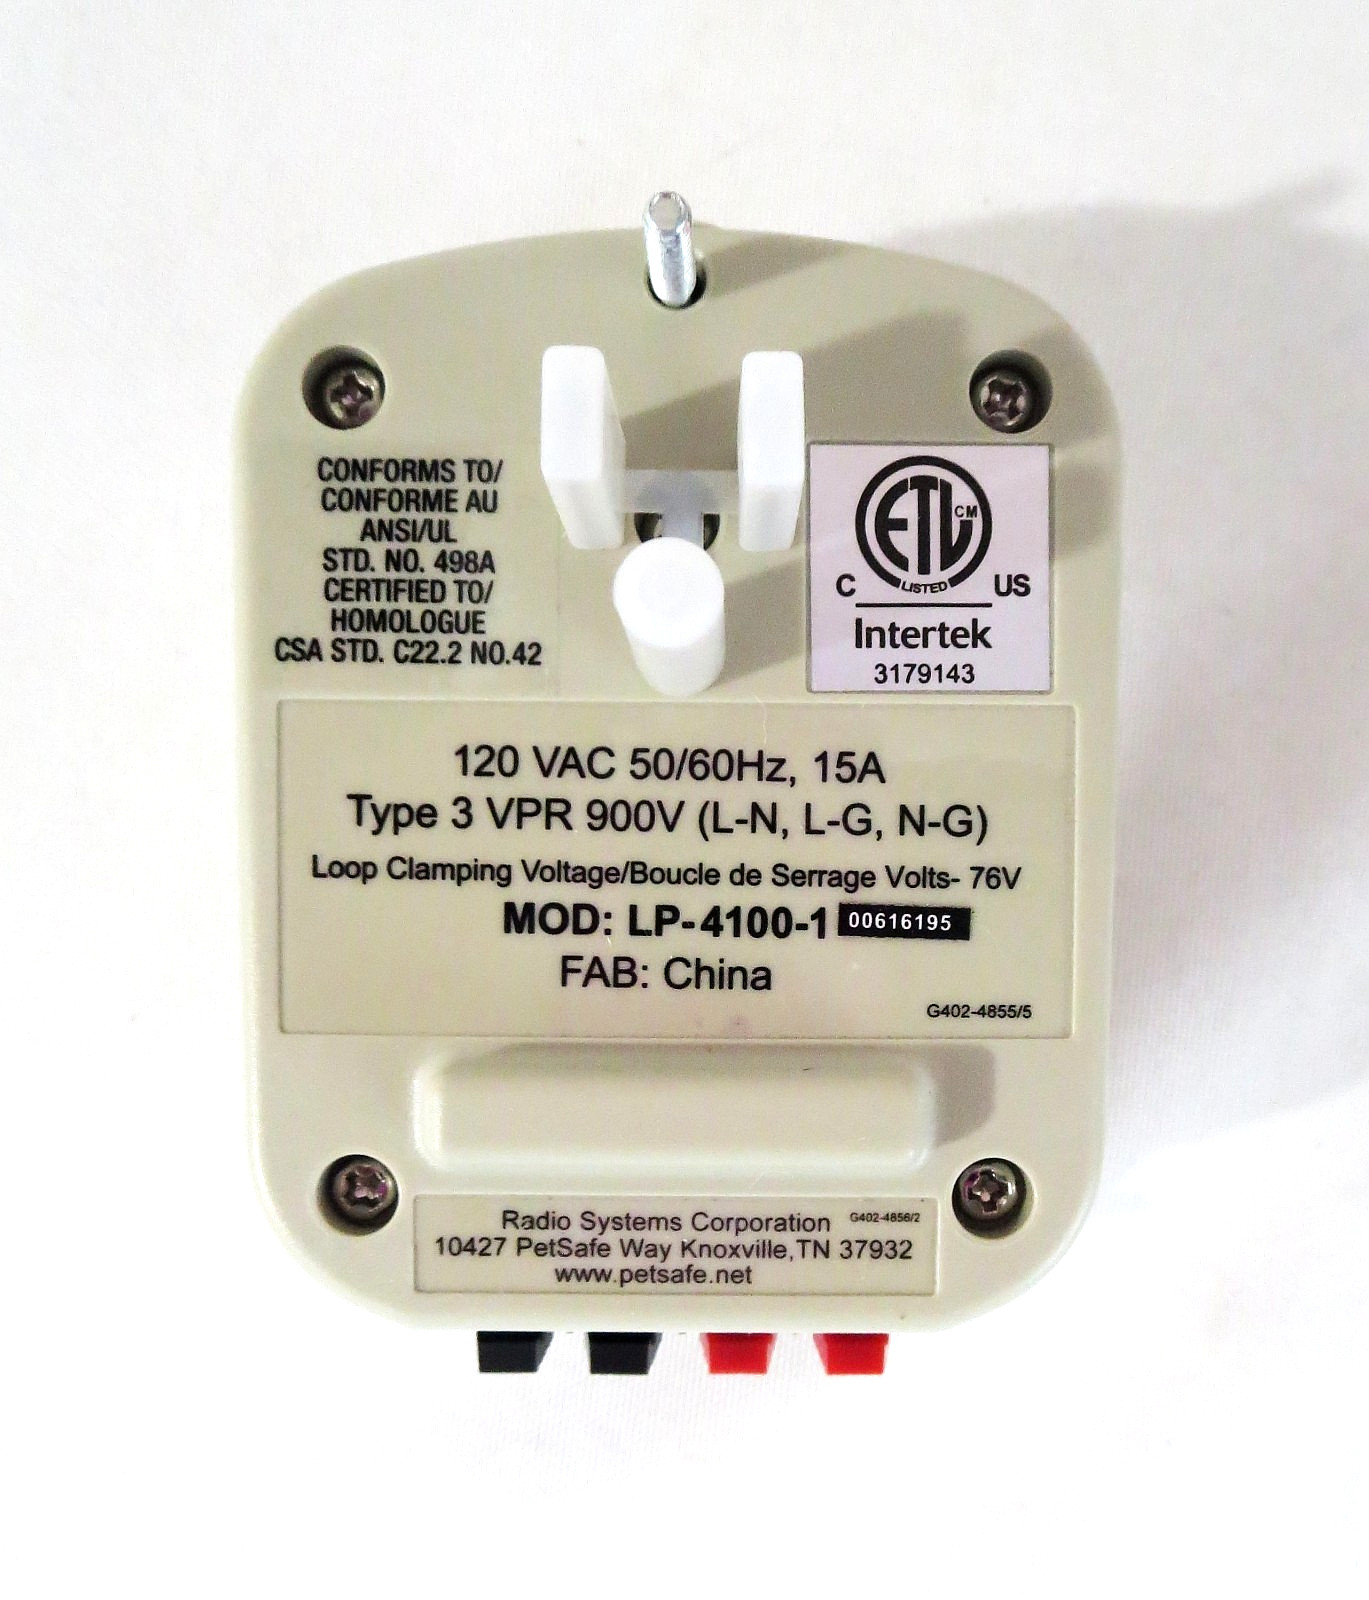 CONFORMS TO/
CONFORME AU
ANSI/UL
STD. NO. 498A
CERTIFIED TO/
HOMOLOGUE
CSA STD. C22.2 NO.42
ETL CM
LISTED
C US
Intertek
3179143
120 VAC 50/60Hz, 15A
Type 3 VPR 900V (L-N, L-G, N-G)
Loop Clamping Voltage/Boucle de Serrage Volts- 76V
MOD: LP-4100-1 00616195
FAB: China
G402-4855/5
Radio Systems Corporation G402-4856/2
10427 PetSafe Way Knoxville,TN 37932
www.petsafe.net